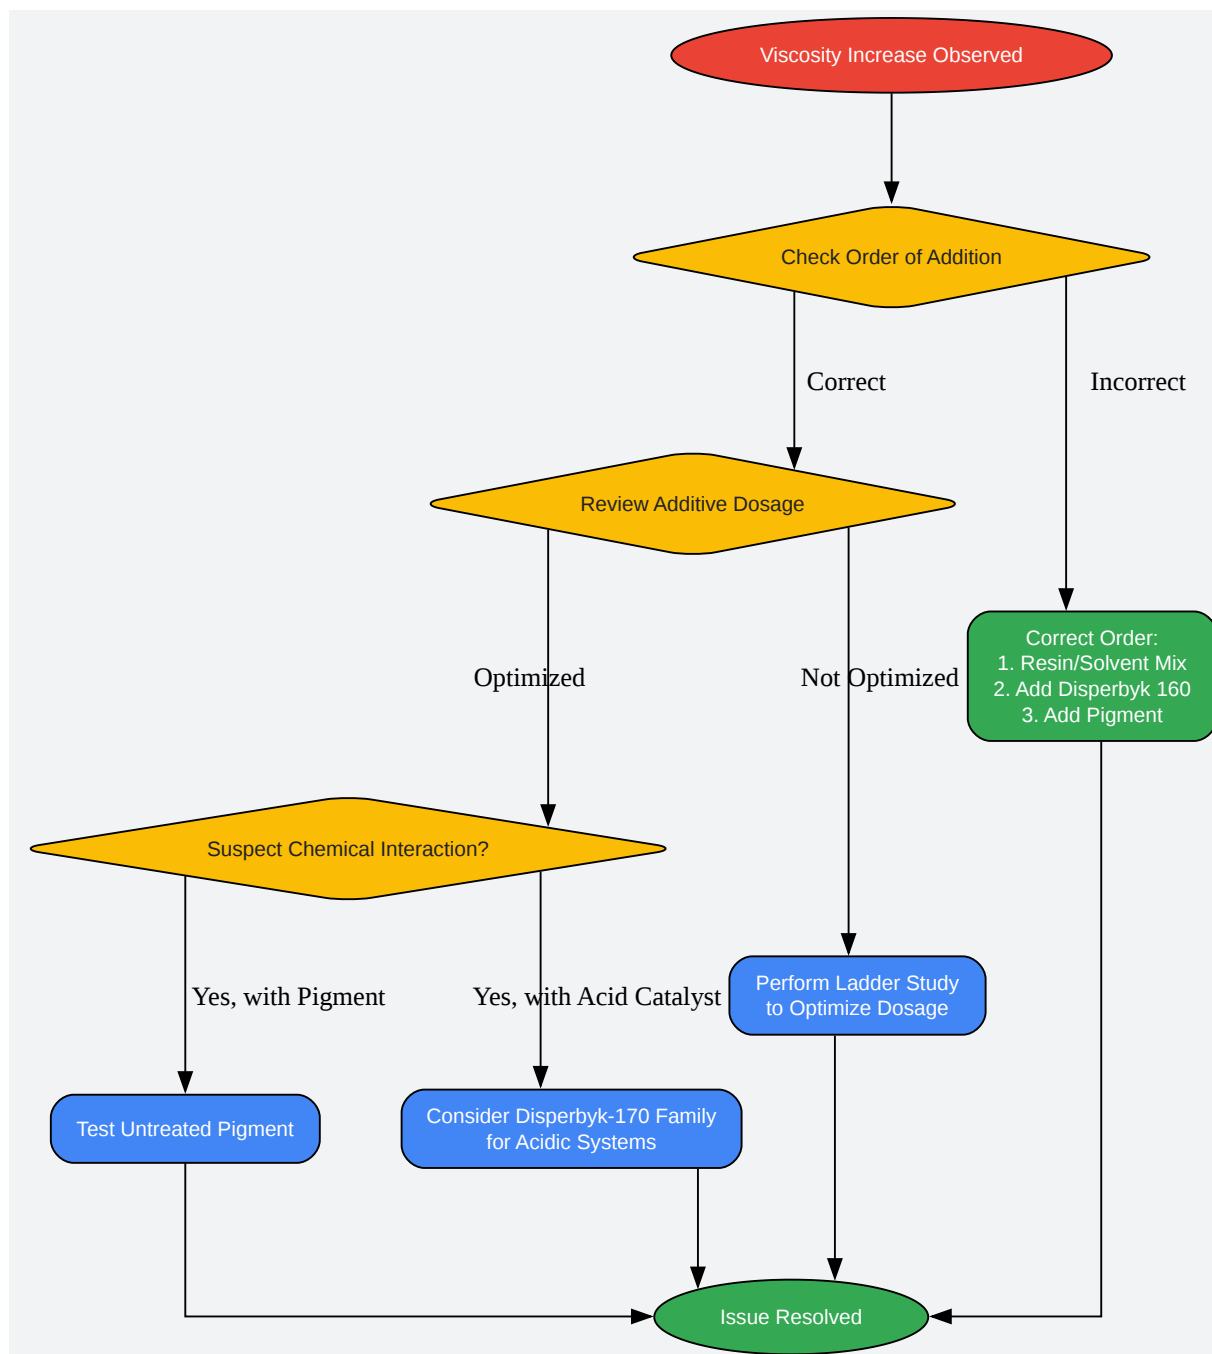 Viscosity Increase Observed
Check Order of Addition
Correct
Incorrect
Review Additive Dosage
Optimized
Not Optimized
Correct Order:
1. Resin/Solvent Mix
2. Add Disperbyk 160
3. Add Pigment
Suspect Chemical Interaction?
Yes, with Pigment
Yes, with Acid Catalyst
Perform Ladder Study
to Optimize Dosage
Test Untreated Pigment
Consider Disperbyk-170 Family
for Acidic Systems
Issue Resolved